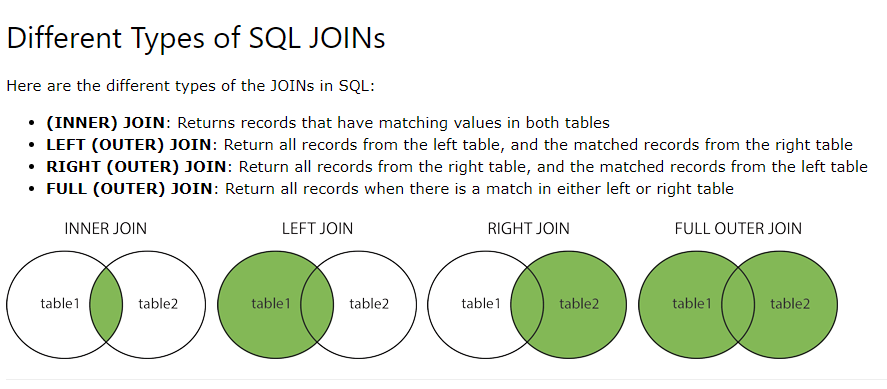 Different Types of SQL JOINs
Here are the different types of the JOINs in SQL:
• (INNER) JOIN: Returns records that have matching values in both tables
• LEFT (OUTER) JOIN: Return all records from the left table, and the matched records from the right table
• RIGHT (OUTER) JOIN: Return all records from the right table, and the matched records from the left table
• FULL (OUTER) JOIN: Return all records when there is a match in either left or right table
INNER JOIN
LEFT JOIN
RIGHT JOIN
FULL OUTER JOIN
table1
table2
table1
table2
table1
table2
table1
table2